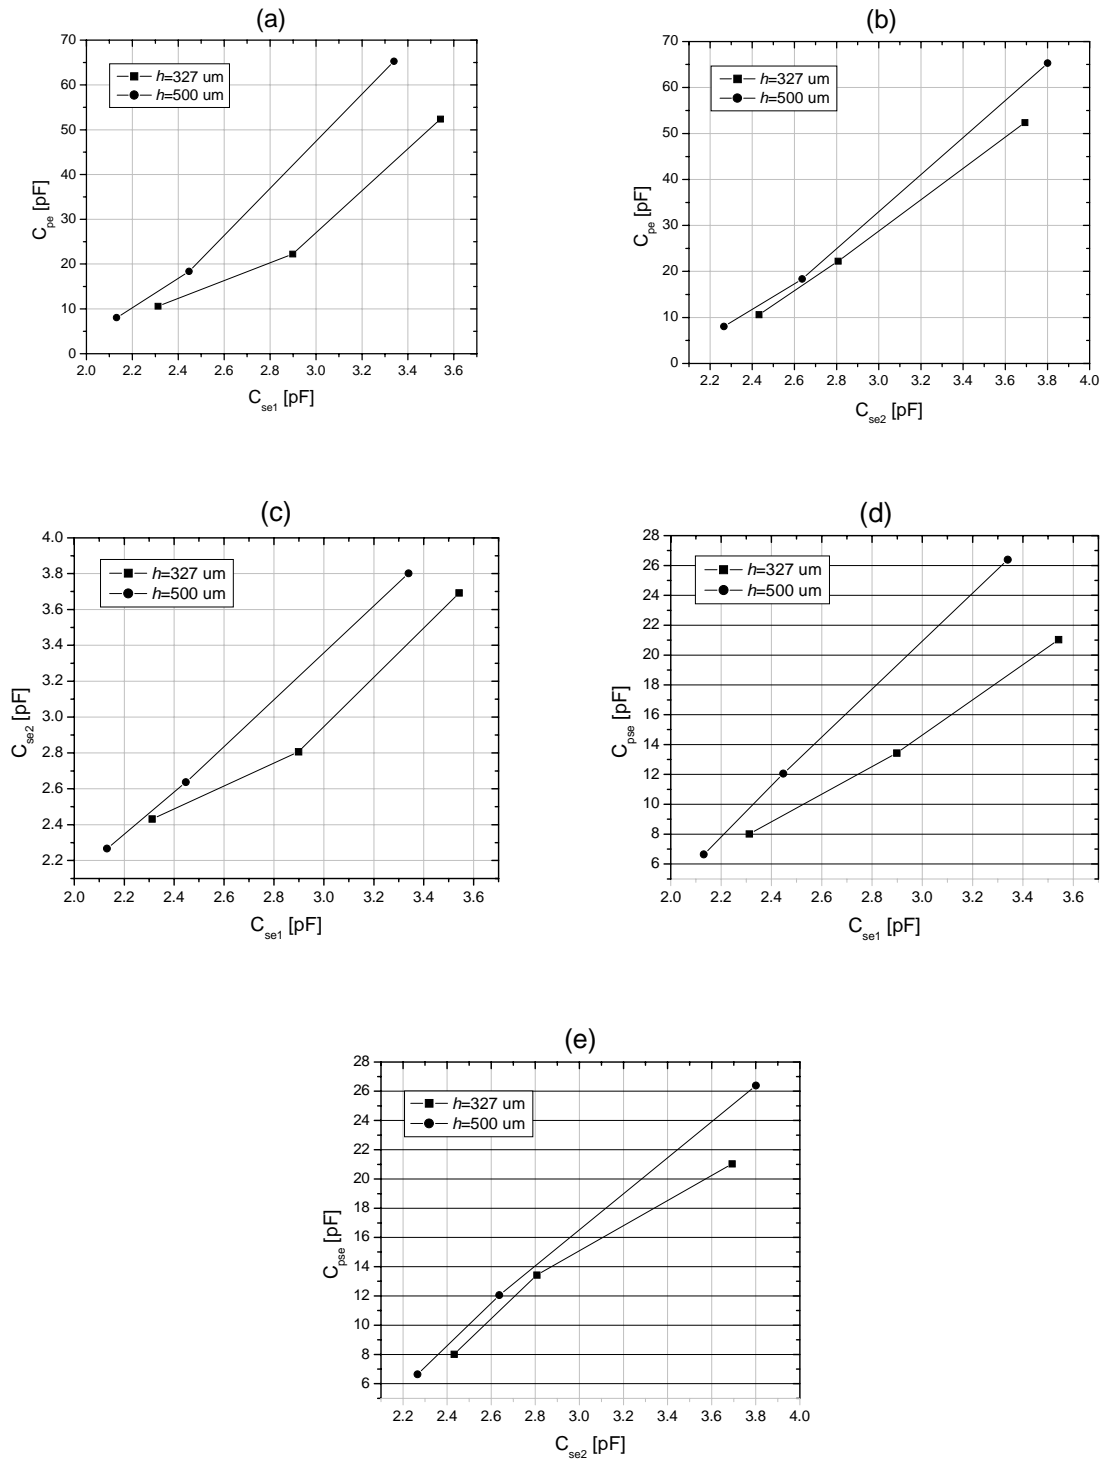 (a)
70
60
50
40
30
20
10
0
C_pe [pF]
h=327 um
h=500 um
2.0 2.2 2.4 2.6 2.8 3.0 3.2 3.4 3.6
C_se1 [pF]
(b)
70
60
50
40
30
20
10
0
C_pe [pF]
h=327 um
h=500 um
2.2 2.4 2.6 2.8 3.0 3.2 3.4 3.6 3.8 4.0
C_se2 [pF]
(c)
4.0
3.8
3.6
3.4
3.2
3.0
2.8
2.6
2.4
2.2
C_se2 [pF]
h=327 um
h=500 um
2.0 2.2 2.4 2.6 2.8 3.0 3.2 3.4 3.6
C_se1 [pF]
(d)
28
26
24
22
21
20
18
16
14
12
10
8
6
C_pse [pF]
h=327 um
h=500 um
2.0 2.2 2.4 2.6 2.8 3.0 3.2 3.4 3.6
C_se1 [pF]
(e)
28
26
24
22
20
18
16
14
12
10
8
6
C_pse [pF]
h=327 um
h=500 um
2.2 2.4 2.6 2.8 3.0 3.2 3.4 3.6 3.8 4.0
C_se2 [pF]